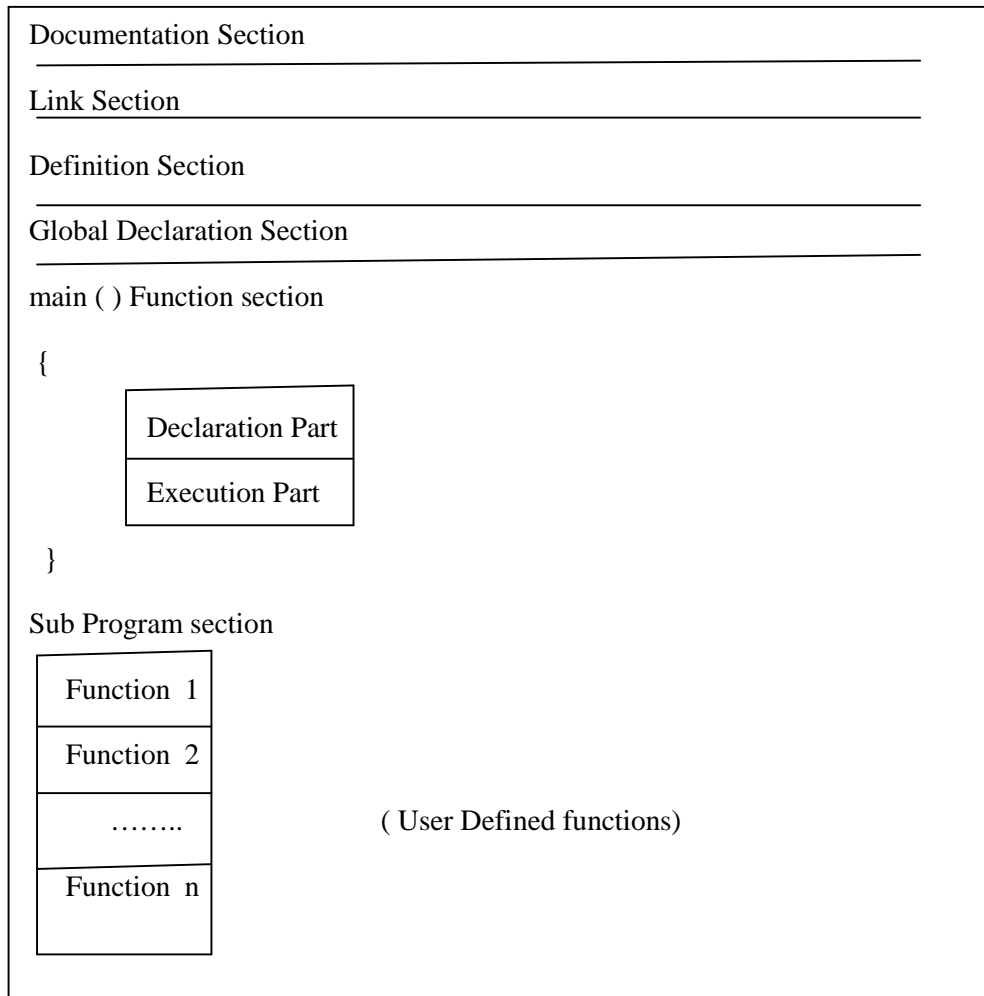 Documentation Section
Link Section
Definition Section
Global Declaration Section
main ( ) Function section
{
Declaration Part
Execution Part
}
Sub Program section
Function 1
Function 2
…….. ( User Defined functions)
Function n